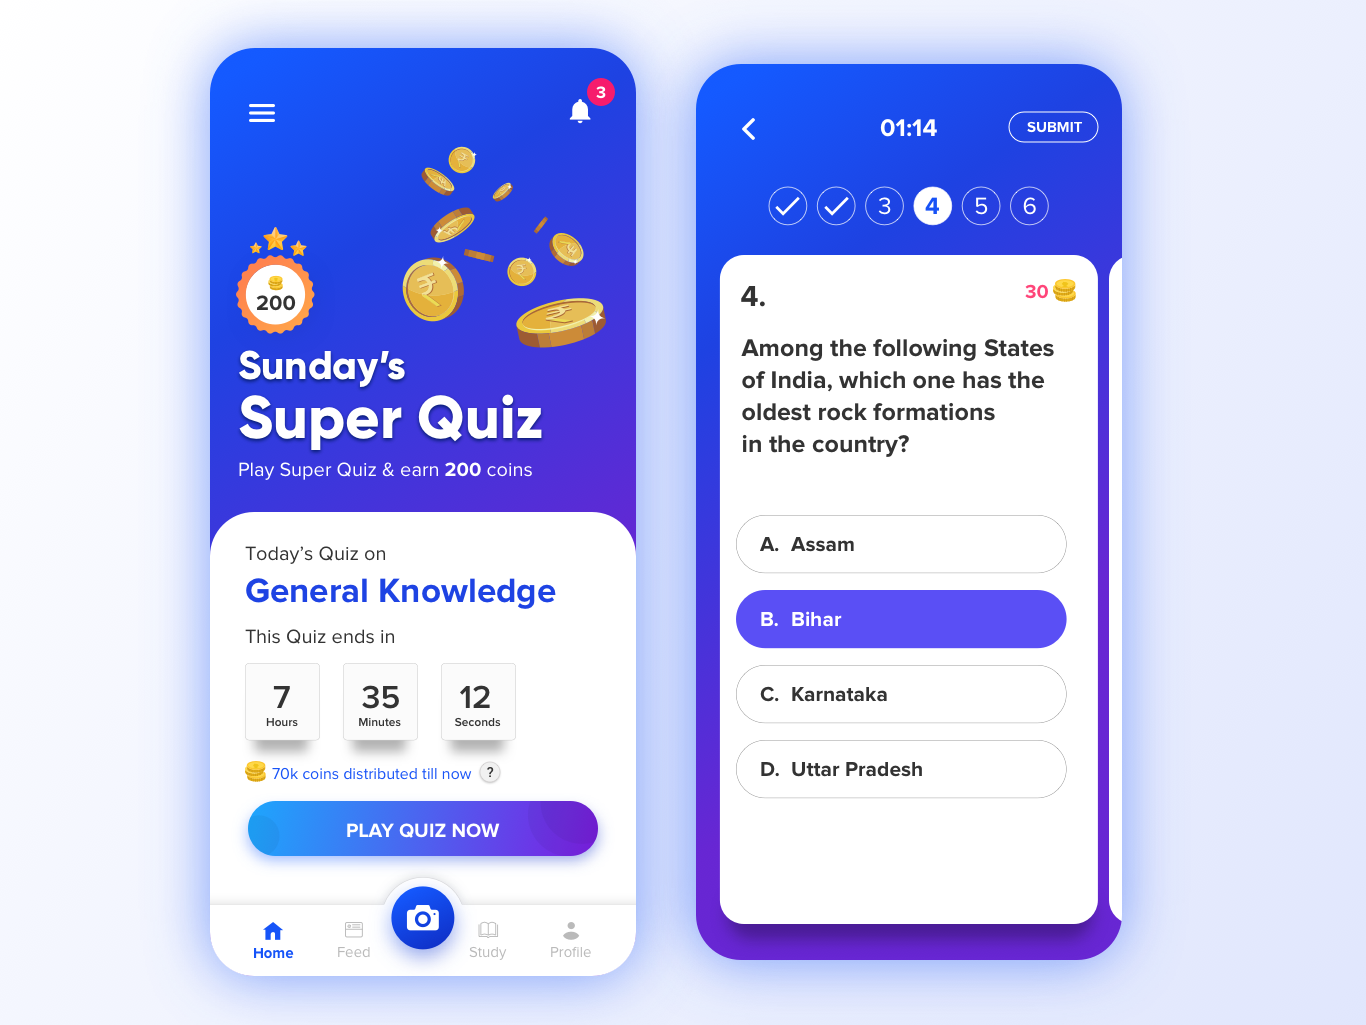 3
200
Sunday's
Super Quiz
Play Super Quiz & earn 200 coins
Today's Quiz on
General Knowledge
This Quiz ends in
7 35 12
Hours Minutes Seconds
70k coins distributed till now ?
PLAY QUIZ NOW
Home Feed Study Profile
01:14 SUBMIT
3 4 5 6
4. 30
Among the following States
of India, which one has the
oldest rock formations
in the country?
A. Assam
B. Bihar
C. Karnataka
D. Uttar Pradesh